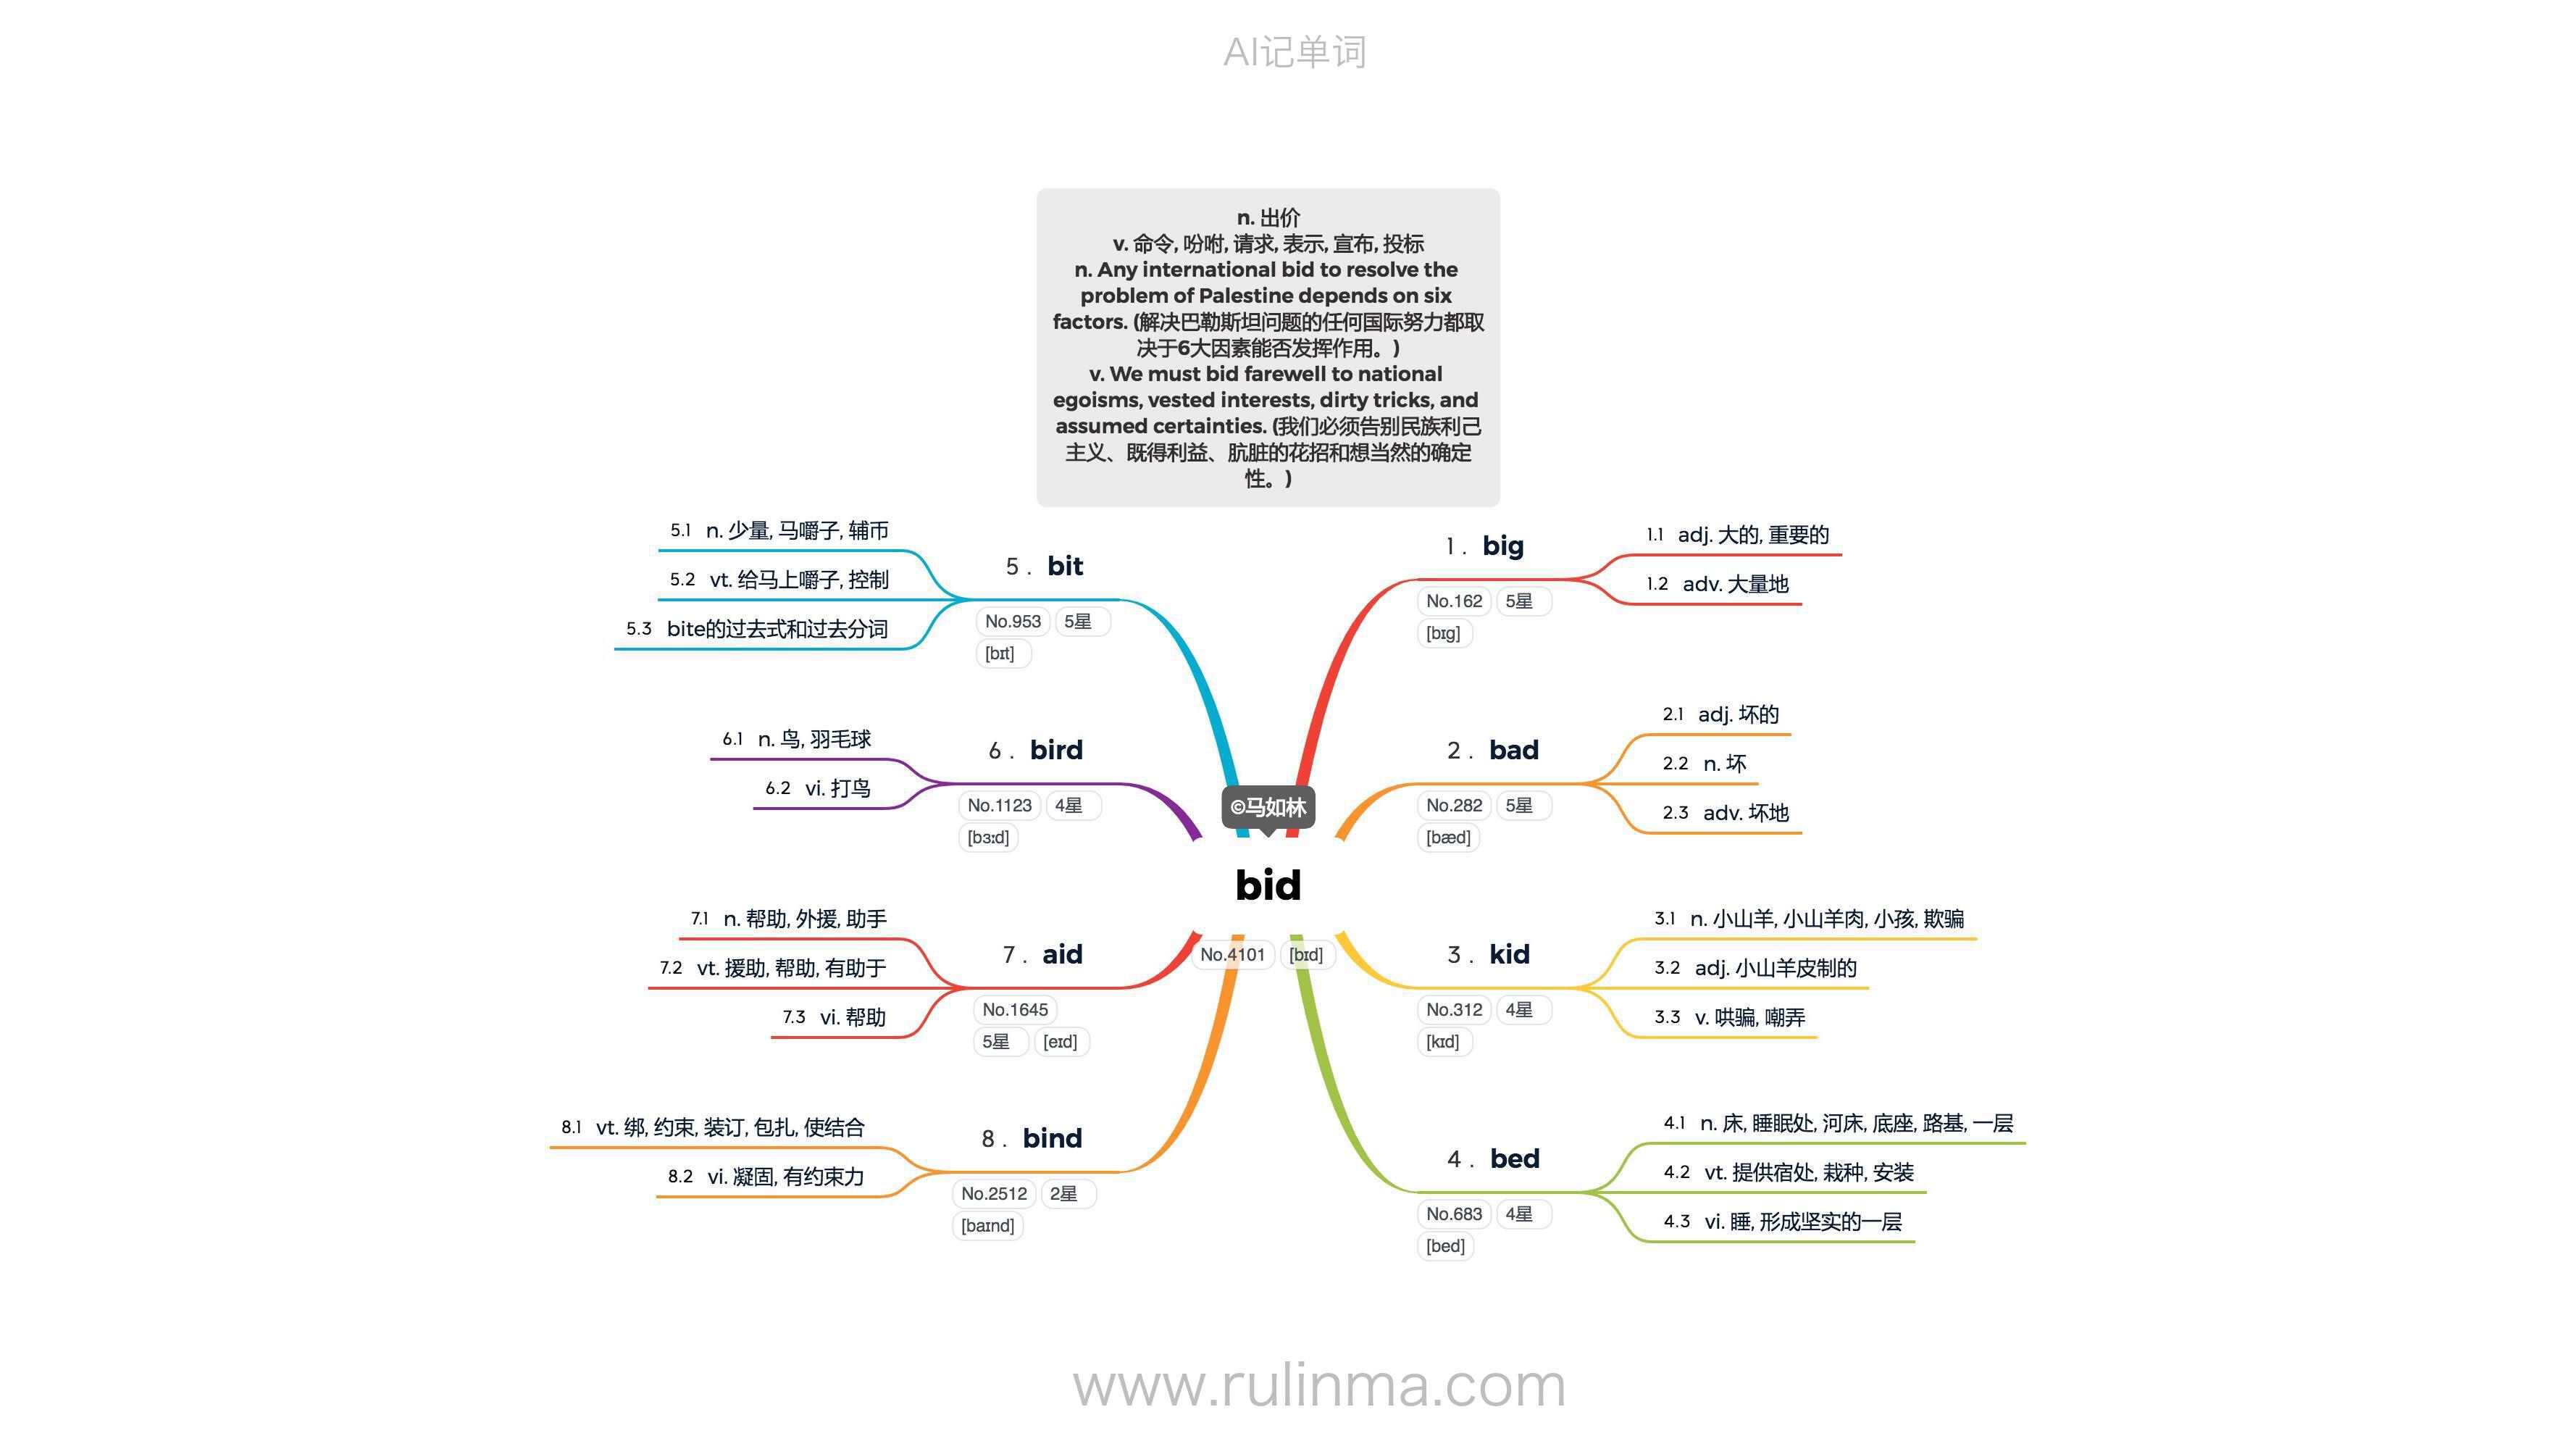 AI记单词
n. 出价
v. 命令, 吩咐, 请求, 表示, 宣布, 投标
n. Any international bid to resolve the
problem of Palestine depends on six
factors. (解决巴勒斯坦问题的任何国际努力都取
决于6大因素能否发挥作用。)
v. We must bid farewell to national
egoisms, vested interests, dirty tricks, and
assumed certainties. (我们必须告别民族利己
主义、既得利益、肮脏的花招和想当然的确定
性。)
©马如林
bid
No.4101 [bɪd]
1 . big
No.162 5星
[bɪg]
1.1 adj. 大的, 重要的
1.2 adv. 大量地
2 . bad
No.282 5星
[bæd]
2.1 adj. 坏的
2.2 n. 坏
2.3 adv. 坏地
3 . kid
No.312 4星
[kɪd]
3.1 n. 小山羊, 小山羊肉, 小孩, 欺骗
3.2 adj. 小山羊皮制的
3.3 v. 哄骗, 嘲弄
4 . bed
No.683 4星
[bed]
4.1 n. 床, 睡眠处, 河床, 底座, 路基, 一层
4.2 vt. 提供宿处, 栽种, 安装
4.3 vi. 睡, 形成坚实的一层
5 . bit
No.953 5星
[bɪt]
5.1 n. 少量, 马嚼子, 辅币
5.2 vt. 给马上嚼子, 控制
5.3 bite的过去式和过去分词
6 . bird
No.1123 4星
[bɜːd]
6.1 n. 鸟, 羽毛球
6.2 vi. 打鸟
7 . aid
No.1645
5星 [eɪd]
7.1 n. 帮助, 外援, 助手
7.2 vt. 援助, 帮助, 有助于
7.3 vi. 帮助
8 . bind
No.2512 2星
[baɪnd]
8.1 vt. 绑, 约束, 装订, 包扎, 使结合
8.2 vi. 凝固, 有约束力
www.rulinma.com